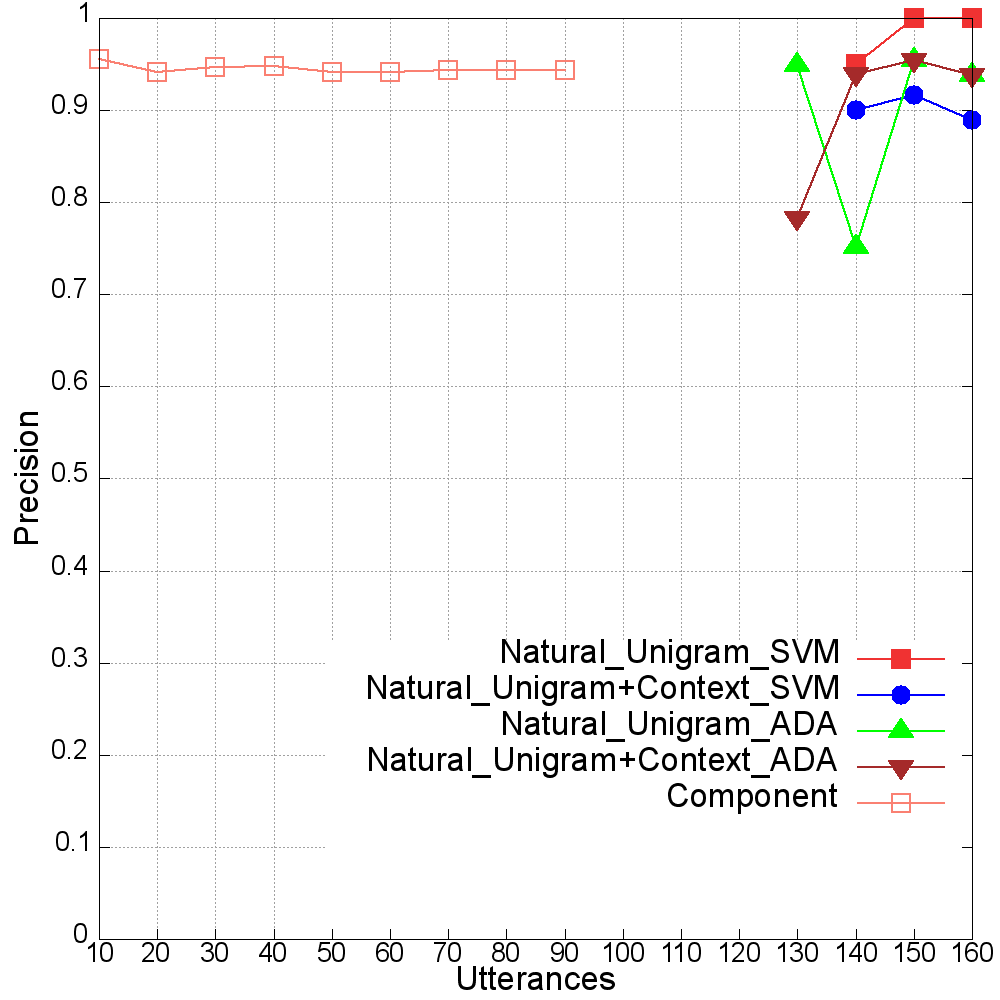 1
0.9
0.8
0.7
0.6
0.5
0.4
0.3
0.2
0.1
0
Precision
Natural_Unigram_SVM
Natural_Unigram+Context_SVM
Natural_Unigram_ADA
Natural_Unigram+Context_ADA
Component
10 20 30 40 50 60 70 80 90 100 110 120 130 140 150 160
Utterances